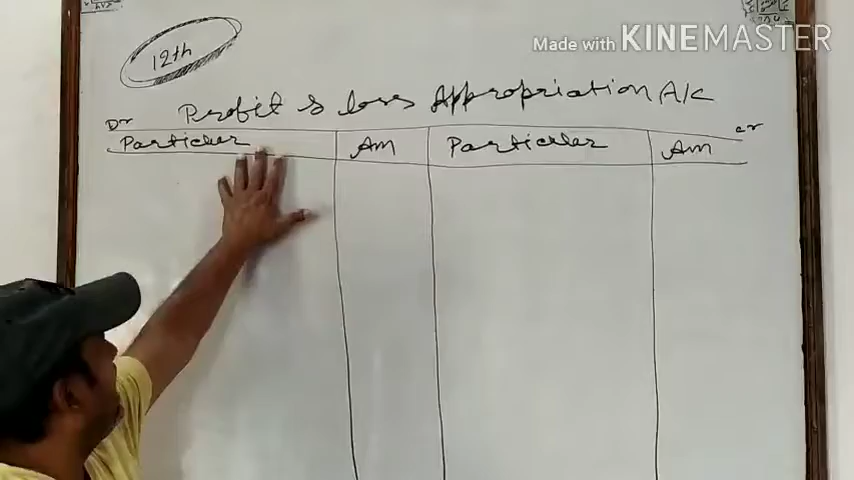 Made with KINEMASTER
12th
Profit & loss Appropriation A/c
Dr
cr
Particular Am Particular Am